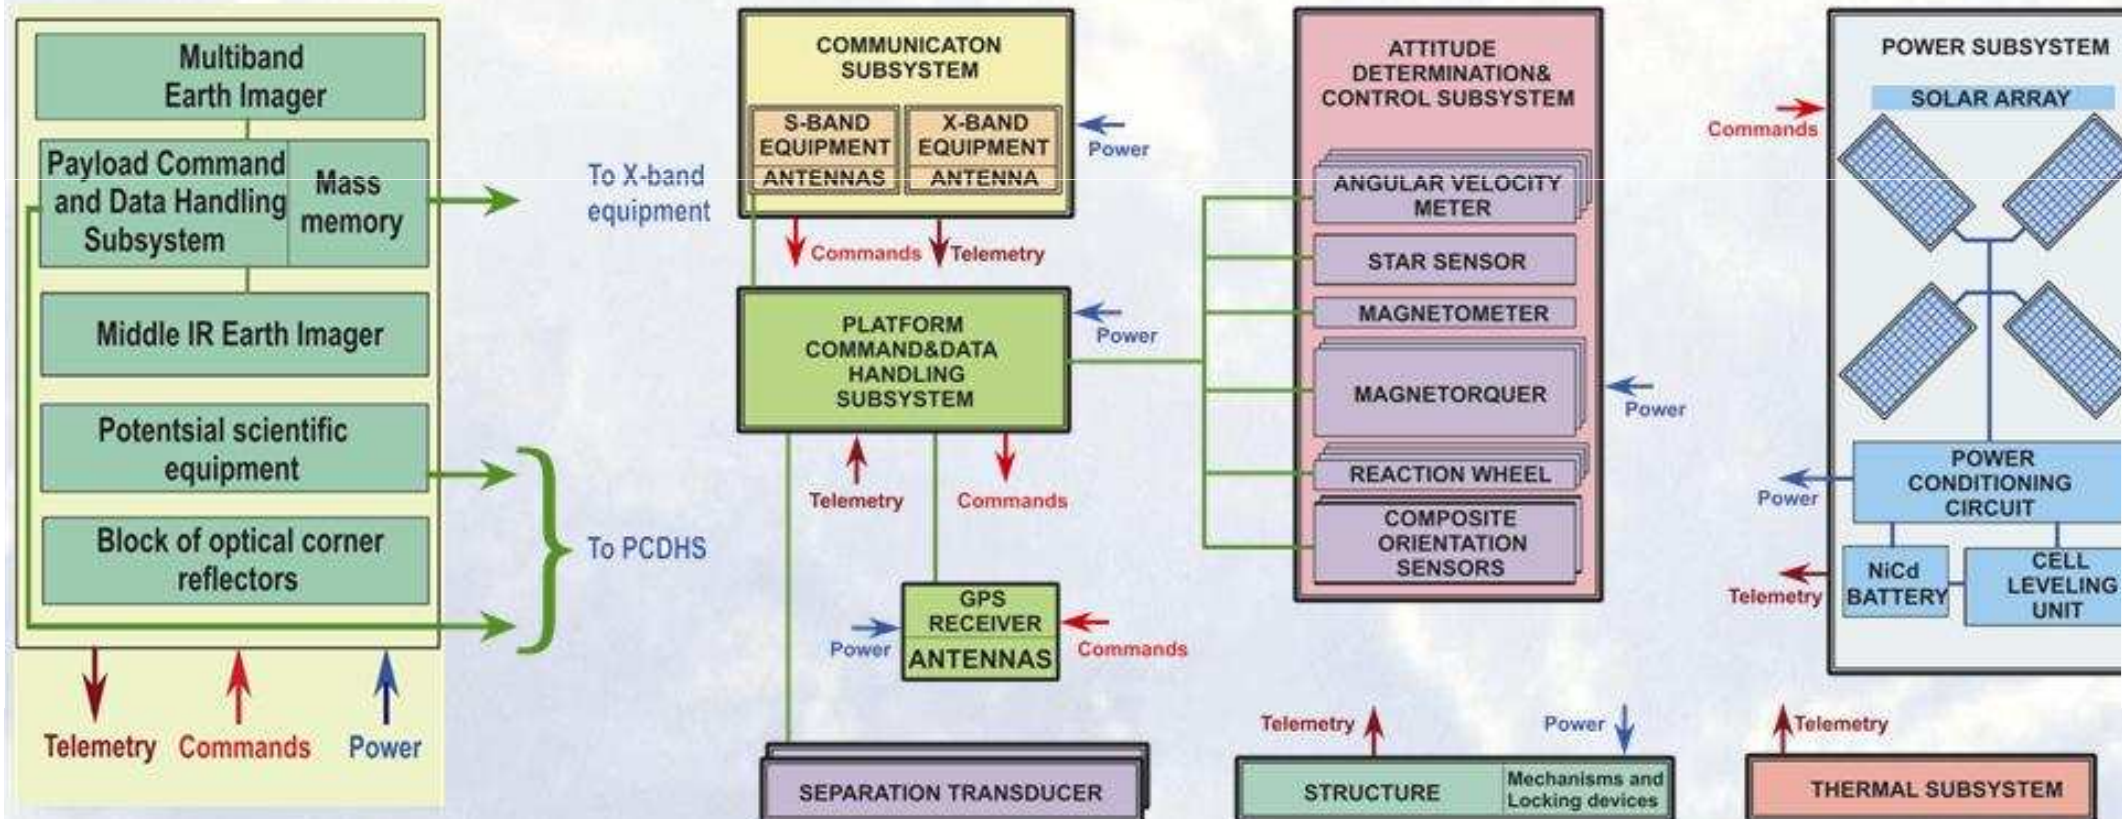 Multiband
Earth Imager
Payload Command
and Data Handling
Subsystem
Mass
memory
Middle IR Earth Imager
Potentsial scientific
equipment
Block of optical corner
reflectors
Telemetry
Commands
Power
To X-band
equipment
To PCDHS
COMMUNICATON
SUBSYSTEM
S-BAND
EQUIPMENT
ANTENNAS
X-BAND
EQUIPMENT
ANTENNA
Power
Commands
Telemetry
PLATFORM
COMMAND&DATA
HANDLING
SUBSYSTEM
Power
Telemetry
Commands
GPS
RECEIVER
ANTENNAS
Power
Commands
SEPARATION TRANSDUCER
ATTITUDE
DETERMINATION&
CONTROL SUBSYSTEM
ANGULAR VELOCITY
METER
STAR SENSOR
MAGNETOMETER
MAGNETORQUER
REACTION WHEEL
COMPOSITE
ORIENTATION
SENSORS
Power
Telemetry
Power
STRUCTURE
Mechanisms and
Locking devices
POWER SUBSYSTEM
SOLAR ARRAY
Commands
POWER
CONDITIONING
CIRCUIT
Power
NiCd
BATTERY
CELL
LEVELING
UNIT
Telemetry
Telemetry
THERMAL SUBSYSTEM